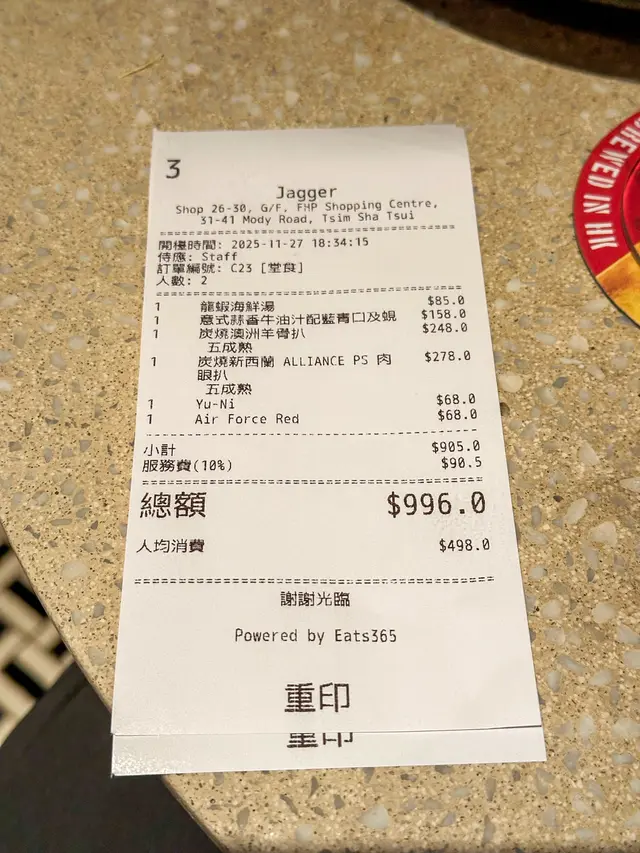 3
Jagger
Shop 26-30, G/F, FHP Shopping Centre,
31-41 Mody Road, Tsim Sha Tsui
開檯時間: 2025-11-27 18:34:15
侍應: Staff
訂單編號: C23 [堂食]
人數: 2
1 龍蝦海鮮湯 $85.0
1 意式蒜香牛油汁配藍青口及蜆 $158.0
1 炭燒澳洲羊骨扒 $248.0
五成熟
1 炭燒新西蘭 ALLIANCE PS 肉 $278.0
眼扒
五成熟
1 Yu-Ni $68.0
1 Air Force Red $68.0
小計 $905.0
服務費(10%) $90.5
總額 $996.0
人均消費 $498.0
謝謝光臨
Powered by Eats365
重印
重印
BREWED IN HK